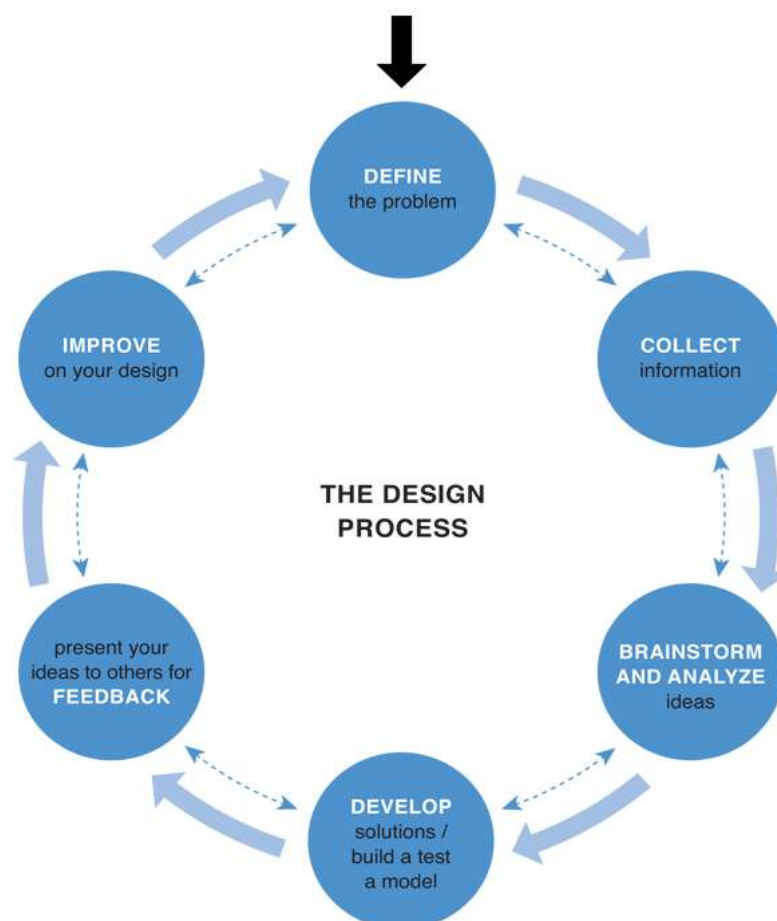 DEFINE
the problem
COLLECT
information
BRAINSTORM
AND ANALYZE
ideas
DEVELOP
solutions /
build a test
a model
present your
ideas to others for
FEEDBACK
IMPROVE
on your design
THE DESIGN
PROCESS